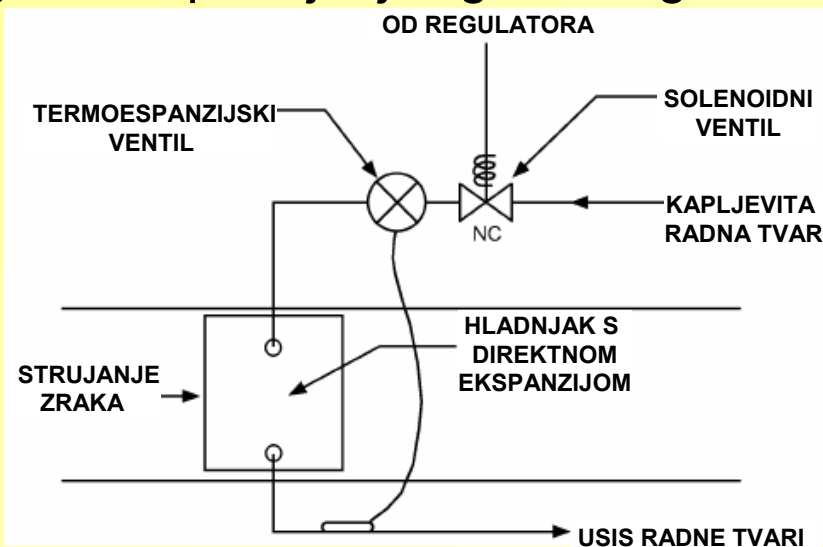 OD REGULATORA
TERMOESPANZIJSKI
VENTIL
SOLENOIDNI
VENTIL
KAPLJEVITA
RADNA TVAR
NC
HLADNJAK S
DIREKTNOM
EKSPANZIJOM
STRUJANJE
ZRAKA
USIS RADNE TVARI